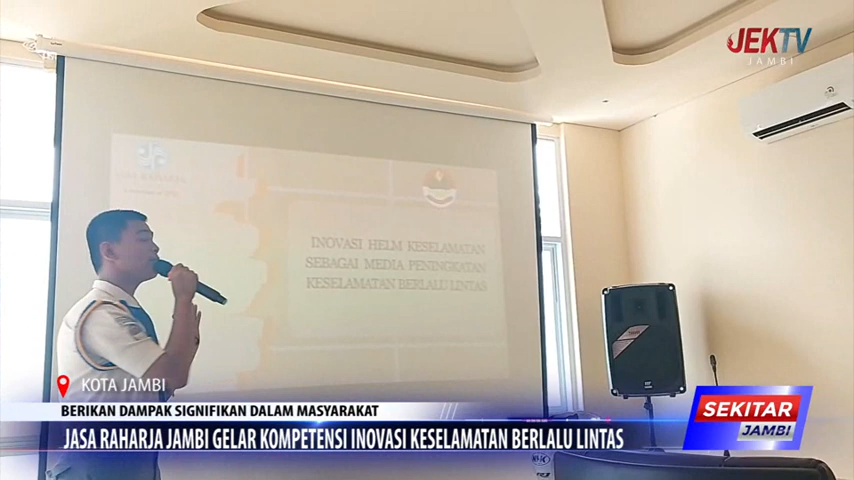 JEKTV
JAMBI
INOVASI HELM KESELAMATAN
SEBAGAI MEDIA PENINGKATAN
KESELAMATAN BERLALU LINTAS
KOTA JAMBI
BERIKAN DAMPAK SIGNIFIKAN DALAM MASYARAKAT
JASA RAHARJA JAMBI GELAR KOMPETENSI INOVASI KESELAMATAN BERLALU LINTAS
SEKITAR
JAMBI